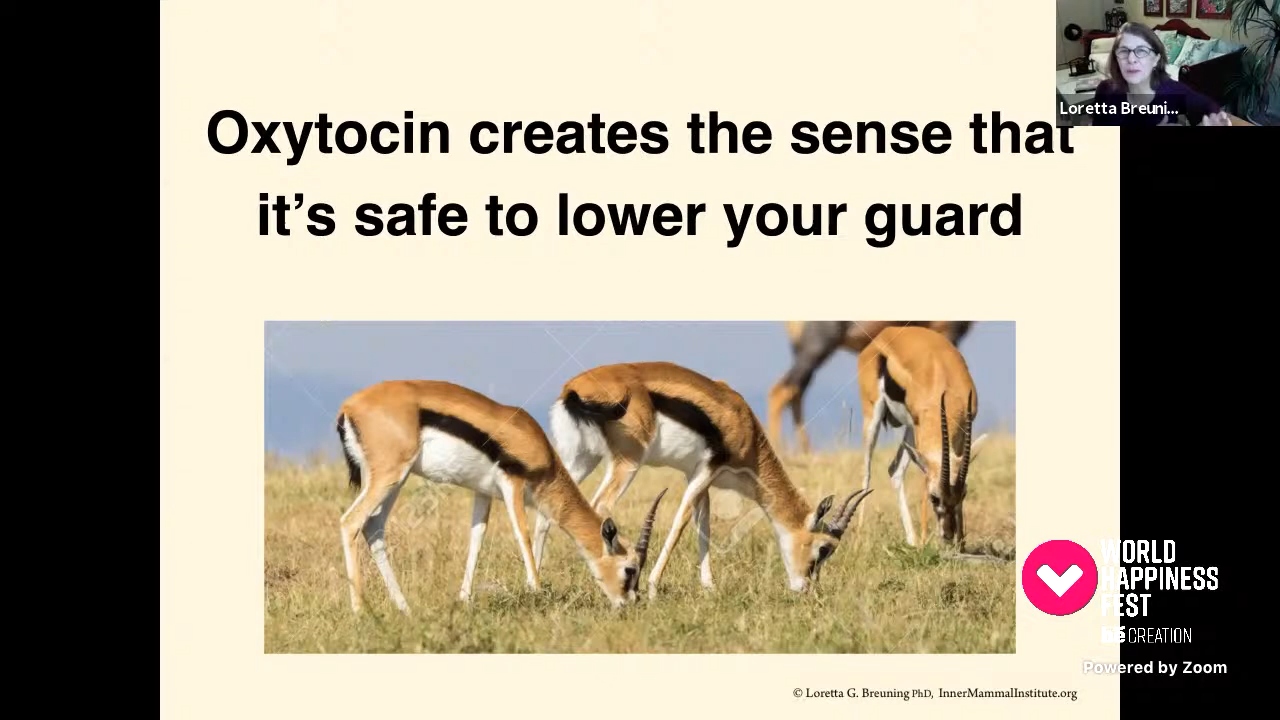 Loretta Breuni...
Oxytocin creates the sense that
it's safe to lower your guard
WORLD
HAPPINESS
FEST
bé CREATION
Powered by Zoom
© Loretta G. Breuning PhD, InnerMammalInstitute.org